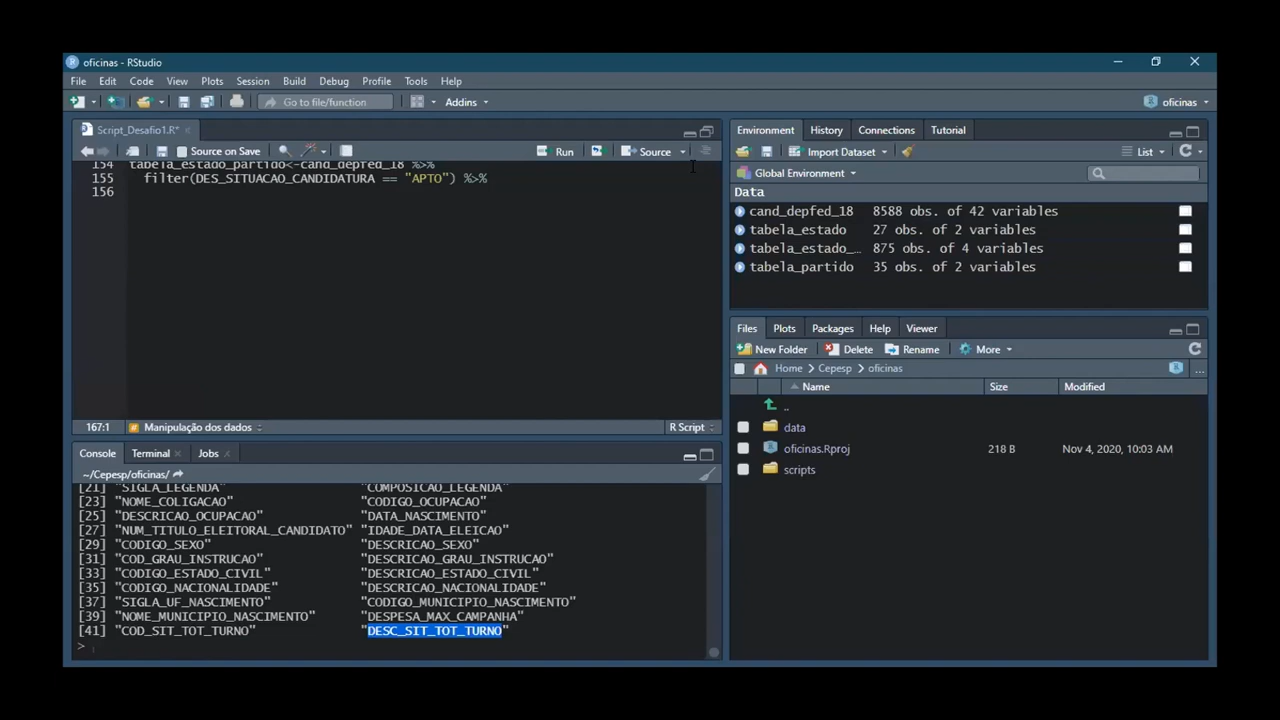 oficinas - RStudio
File Edit Code View Plots Session Build Debug Profile Tools Help
Go to file/function Addins oficinas
Script_Desafio1.R*
Source on Save Run Source
154 tabela_estado_partido<-cand_depfed_18 %>%
155 filter(DES_SITUACAO_CANDIDATURA == "APTO") %>%
156
167:1 Manipulação dos dados R Script
Console Terminal Jobs
~/Cepesp/oficinas/
[21] "SIGLA_LEGENDA" "COMPOSICAO_LEGENDA"
[23] "NOME_COLIGACAO" "CODIGO_OCUPACAO"
[25] "DESCRICAO_OCUPACAO" "DATA_NASCIMENTO"
[27] "NUM_TITULO_ELEITORAL_CANDIDATO" "IDADE_DATA_ELEICAO"
[29] "CODIGO_SEXO" "DESCRICAO_SEXO"
[31] "COD_GRAU_INSTRUCAO" "DESCRICAO_GRAU_INSTRUCAO"
[33] "CODIGO_ESTADO_CIVIL" "DESCRICAO_ESTADO_CIVIL"
[35] "CODIGO_NACIONALIDADE" "DESCRICAO_NACIONALIDADE"
[37] "SIGLA_UF_NASCIMENTO" "CODIGO_MUNICIPIO_NASCIMENTO"
[39] "NOME_MUNICIPIO_NASCIMENTO" "DESPESA_MAX_CAMPANHA"
[41] "COD_SIT_TOT_TURNO" "DESC_SIT_TOT_TURNO"
>
Environment History Connections Tutorial
Import Dataset List
Global Environment
Data
cand_depfed_18 8588 obs. of 42 variables
tabela_estado 27 obs. of 2 variables
tabela_estado_… 875 obs. of 4 variables
tabela_partido 35 obs. of 2 variables
Files Plots Packages Help Viewer
New Folder Delete Rename More
Home Cepesp oficinas ...
Name Size Modified
..
data
oficinas.Rproj 218 B Nov 4, 2020, 10:03 AM
scripts